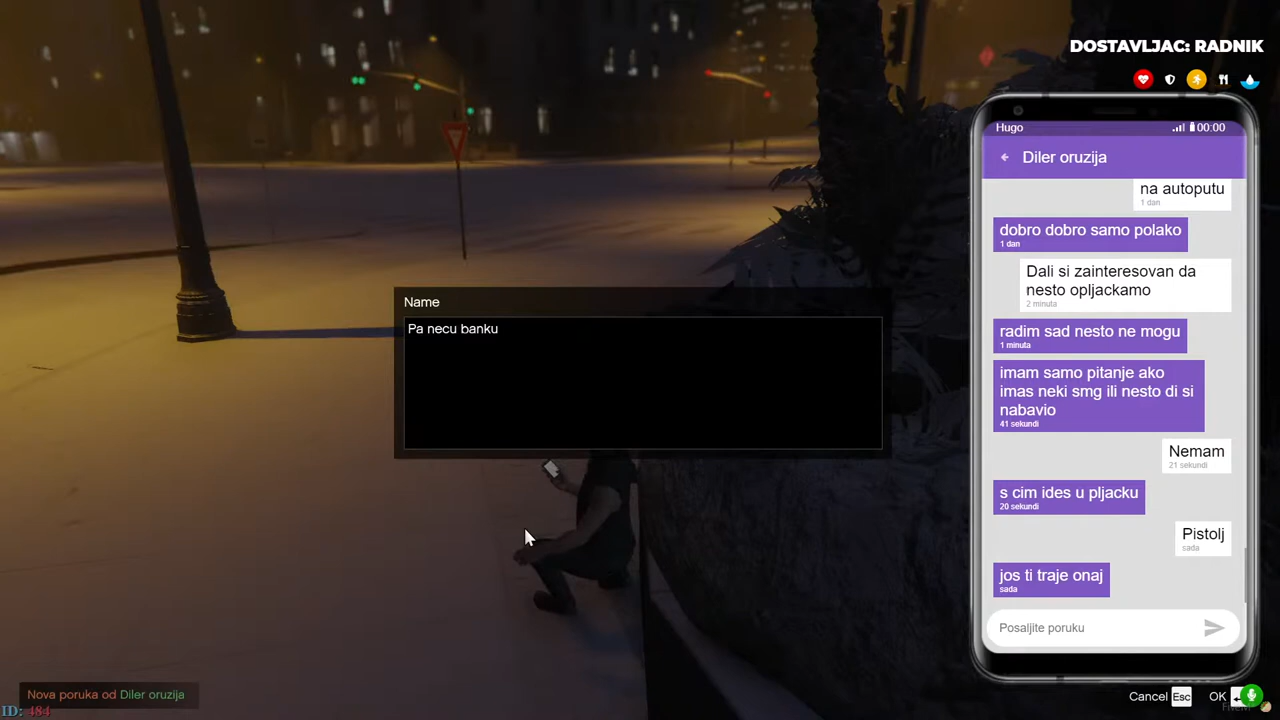 DOSTAVLJAC: RADNIK
Hugo
00:00
Diler oruzija
na autoputu
1 dan
dobro dobro samo polako
1 dan
Dali si zainteresovan da
nesto opljackamo
2 minuta
radim sad nesto ne mogu
1 minuta
imam samo pitanje ako
imas neki smg ili nesto di si
nabavio
41 sekundi
Nemam
21 sekundi
s cim ides u pljacku
20 sekundi
Pistolj
sada
jos ti traje onaj
sada
Posaljite poruku
Name
Pa necu banku
Nova poruka od Diler oruzija
ID: 484
Cancel Esc OK
FiveM